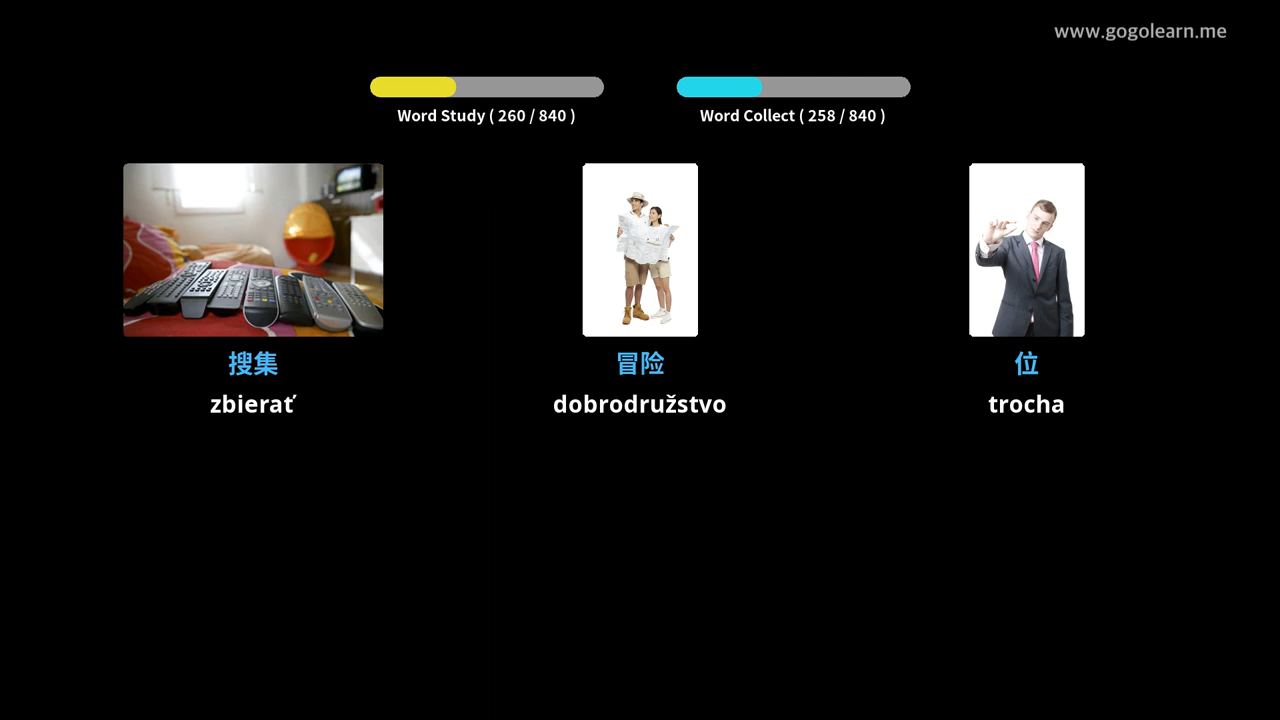 www.gogolearn.me
Word Study ( 260 / 840 )
Word Collect ( 258 / 840 )
搜集
冒险
位
zbierať
dobrodružstvo
trocha